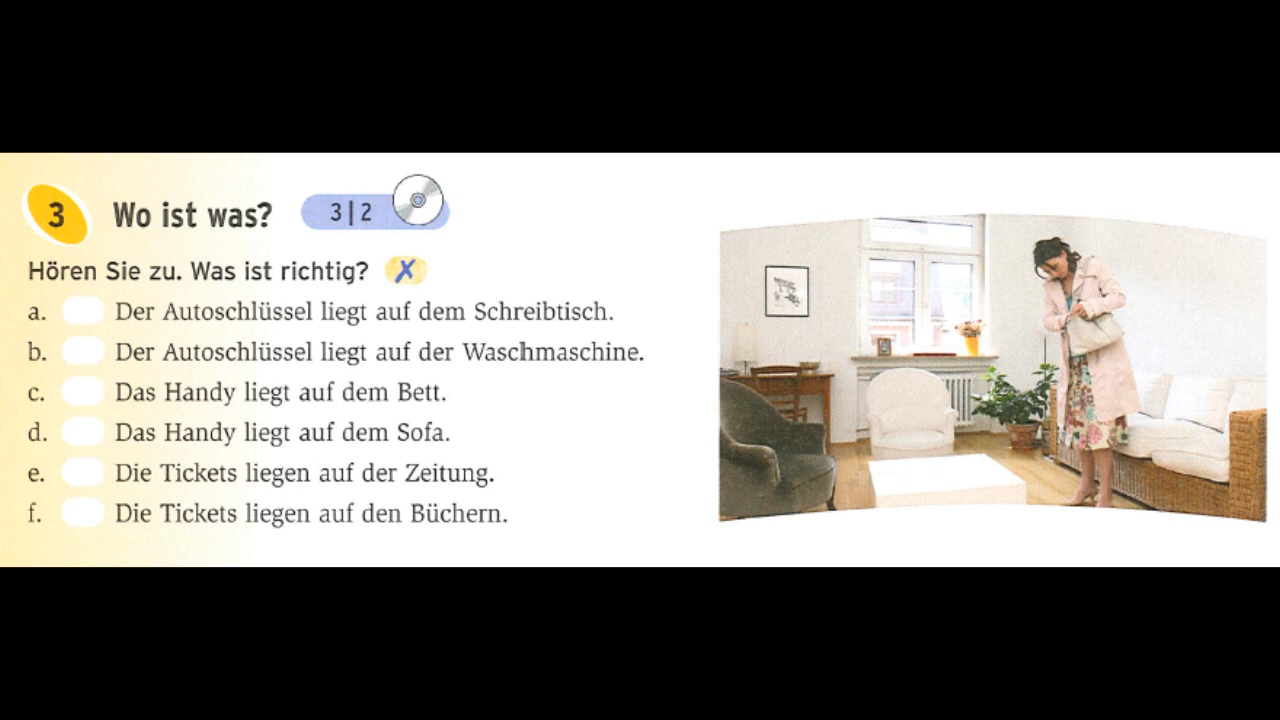 3 Wo ist was? 3|2
Hören Sie zu. Was ist richtig? X
a. Der Autoschlüssel liegt auf dem Schreibtisch.
b. Der Autoschlüssel liegt auf der Waschmaschine.
c. Das Handy liegt auf dem Bett.
d. Das Handy liegt auf dem Sofa.
e. Die Tickets liegen auf der Zeitung.
f. Die Tickets liegen auf den Büchern.